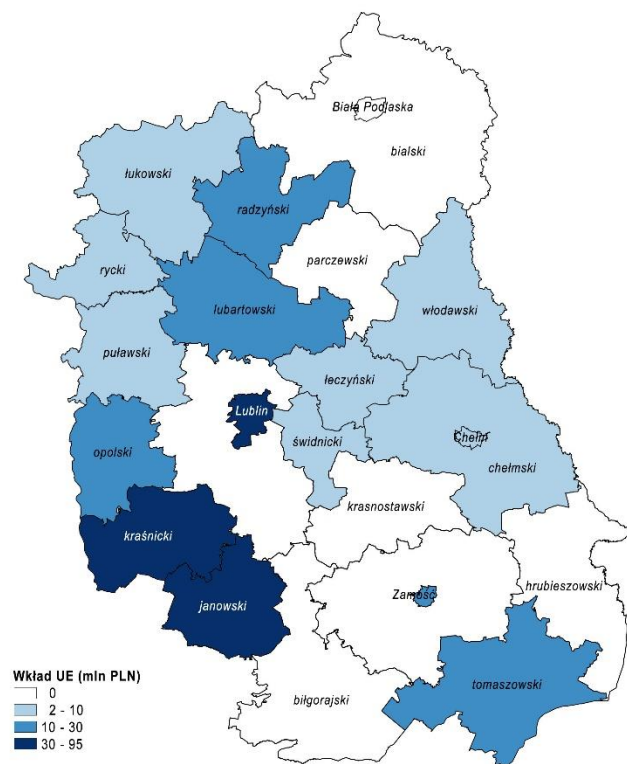 Biała Podlaska
bialski
łukowski
radzyński
parczewski
rycki
lubartowski
włodawski
puławski
łęczyński
Lublin
świdnicki
Chełm
chełmski
opolski
krasnostawski
kraśnicki
hrubieszowski
Zamość
janowski
tomaszowski
biłgorajski
Wkład UE (mln PLN)
0
2 - 10
10 - 30
30 - 95